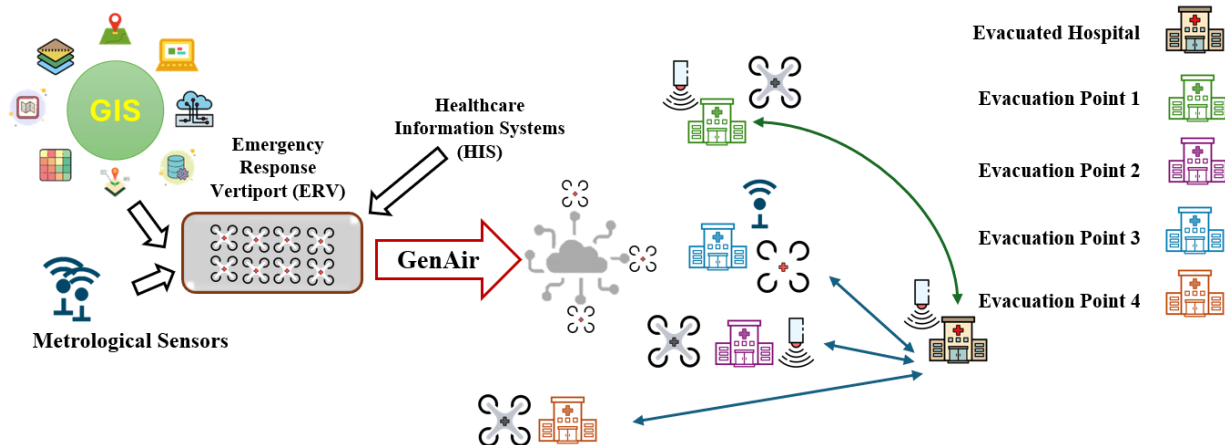 GIS
Metrological Sensors
Emergency
Response
Vertiport (ERV)
Healthcare
Information Systems
(HIS)
GenAir
Evacuated Hospital
Evacuation Point 1
Evacuation Point 2
Evacuation Point 3
Evacuation Point 4